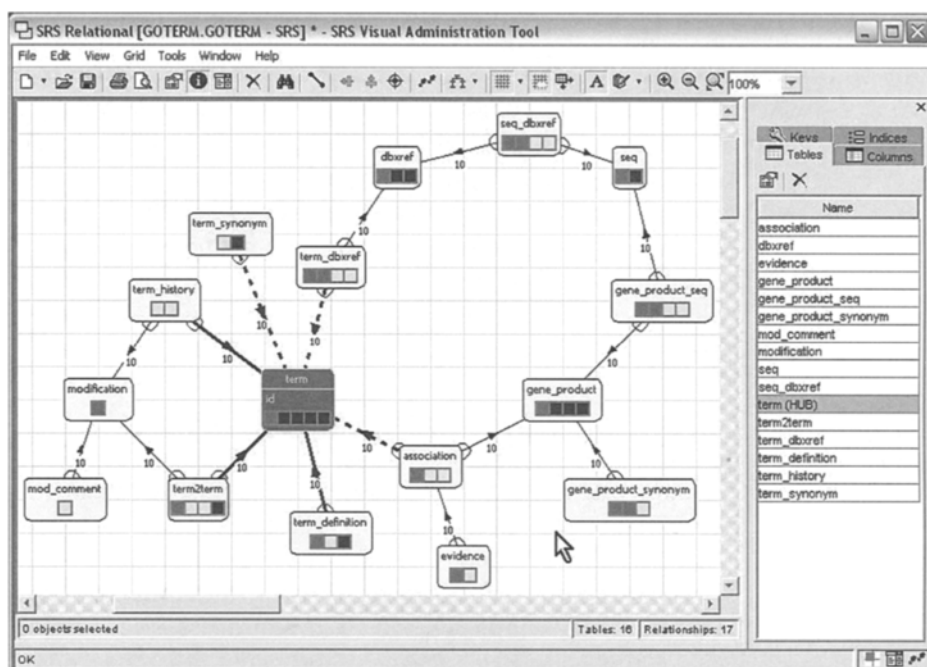 SRS Relational [GOTERM.GOTERM - SRS] * - SRS Visual Administration Tool
File Edit View Grid Tools Window Help
A 100%
seq_dbxref
dbxref 10 10 seq
term_synonym 10
term_dbxref 10
term_history 10 10 gene_product_seq
10 10 10
term
modification id gene_product
10 10 association 10
mod_comment term2term 10 10 gene_product_synonym
term_definition 10
evidence
0 objects selected Tables: 16 Relationships: 17
OK
Keys Indices
Tables Columns
Name
association
dbxref
evidence
gene_product
gene_product_seq
gene_product_synonym
mod_comment
modification
seq
seq_dbxref
term (HUB)
term2term
term_dbxref
term_definition
term_history
term_synonym